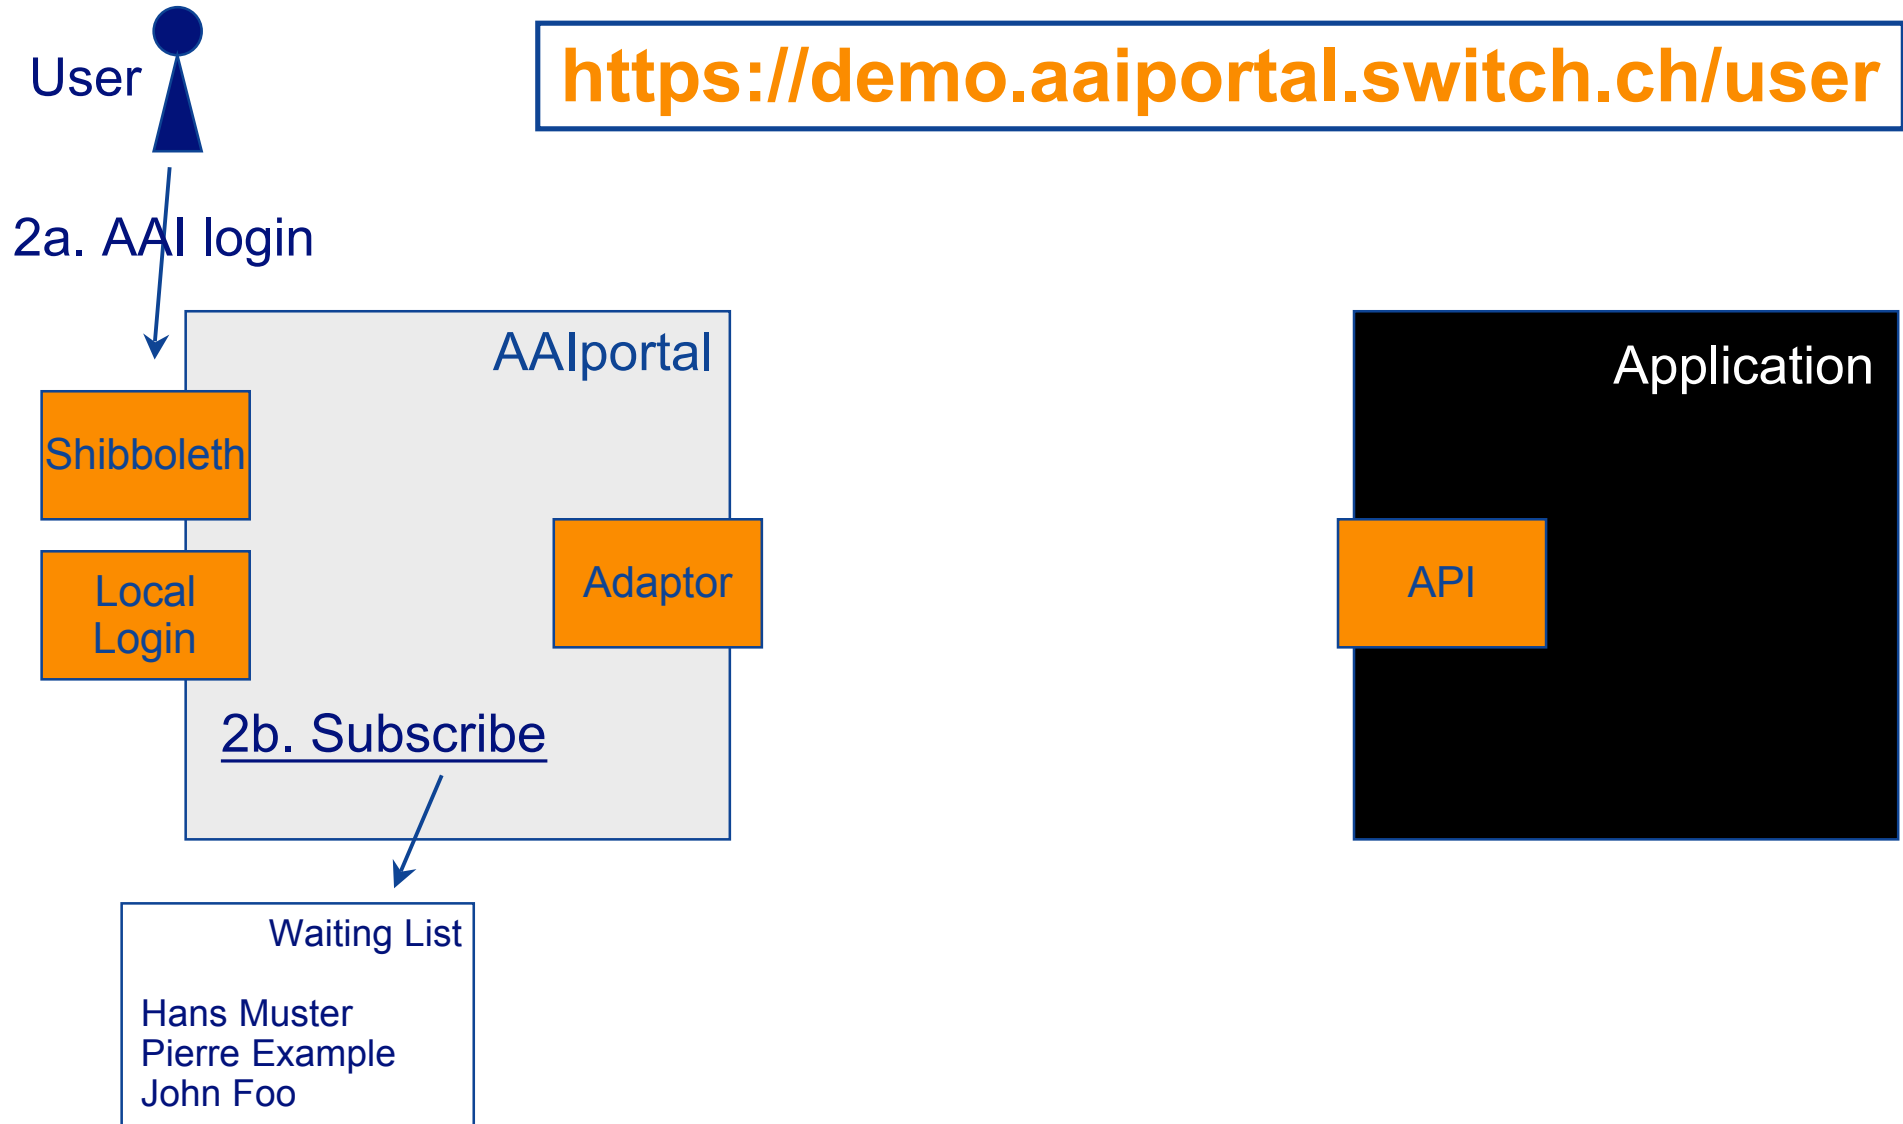 User
https://demo.aaiportal.switch.ch/user
2a. AAI login
AAIportal
Application
Shibboleth
Local
Login
Adaptor
API
2b. Subscribe
Waiting List
Hans Muster
Pierre Example
John Foo